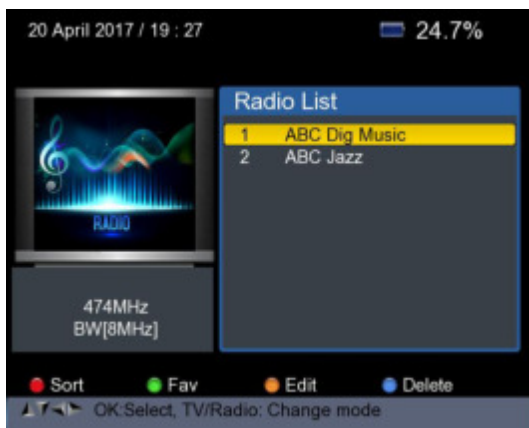 20 April 2017 / 19 : 27
24.7%
Radio List
1 ABC Dig Music
2 ABC Jazz
RADIO
474MHz
BW[8MHz]
Sort
Fav
Edit
Delete
OK:Select, TV/Radio: Change mode